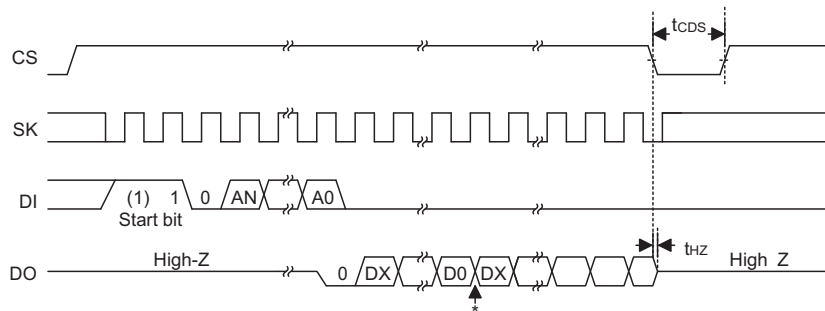 tCDS
CS
SK
DI
(1) 1 0 AN A0
Start bit
tHZ
DO
High-Z
0 DX D0 DX
High Z
*